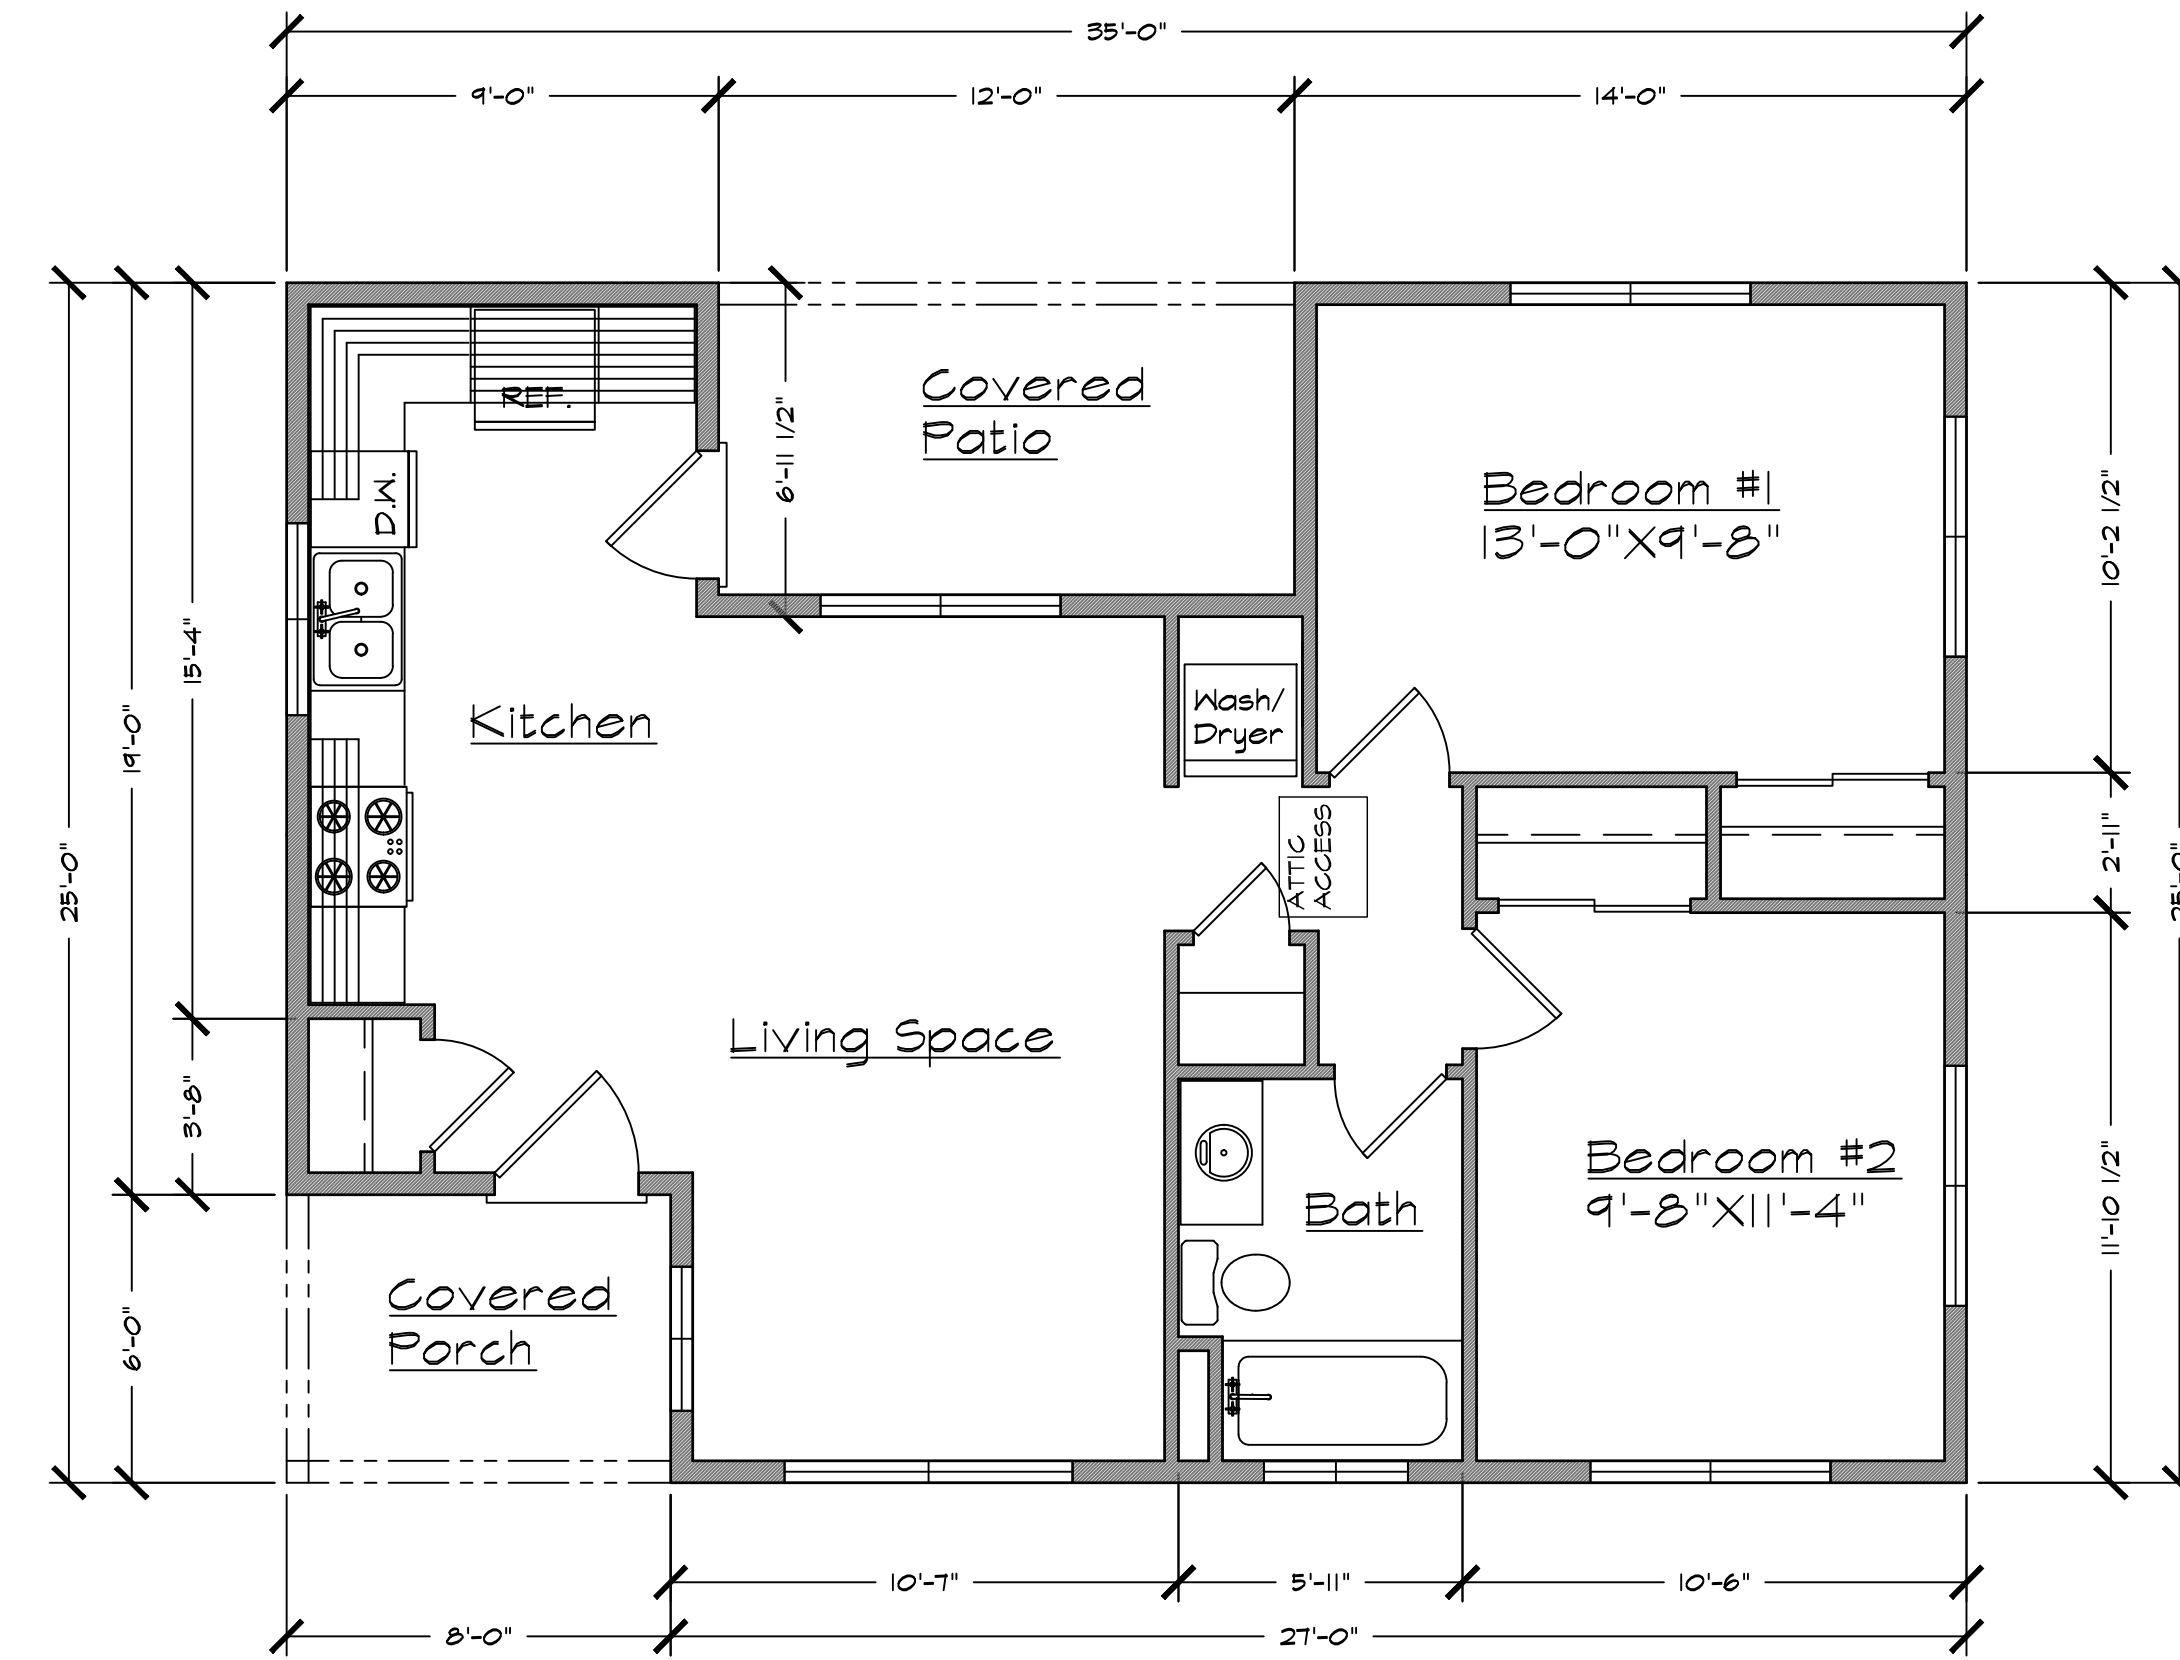 35'-0"
9'-0"
12'-0"
14'-0"
REF.
D.W.
6'-11 1/2"
Covered
Patio
Bedroom #1
13'-0"X9'-8"
10'-2 1/2"
15'-4"
19'-0"
25'-0"
Kitchen
Wash/
Dryer
ATTIC
ACCESS
2'-11"
25'-0"
Living Space
3'-8"
Bedroom #2
9'-8"X11'-4"
11'-10 1/2"
Bath
Covered
Porch
6'-0"
10'-7"
5'-11"
10'-6"
8'-0"
27'-0"